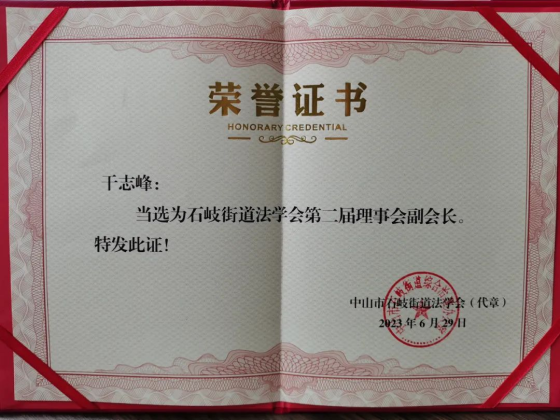 荣誉证书
HONORARY CREDENTIAL
干志峰：
当选为石岐街道法学会第二届理事会副会长。
特发此证！
中山市石岐街道法学会（代章）
2023年6月29日